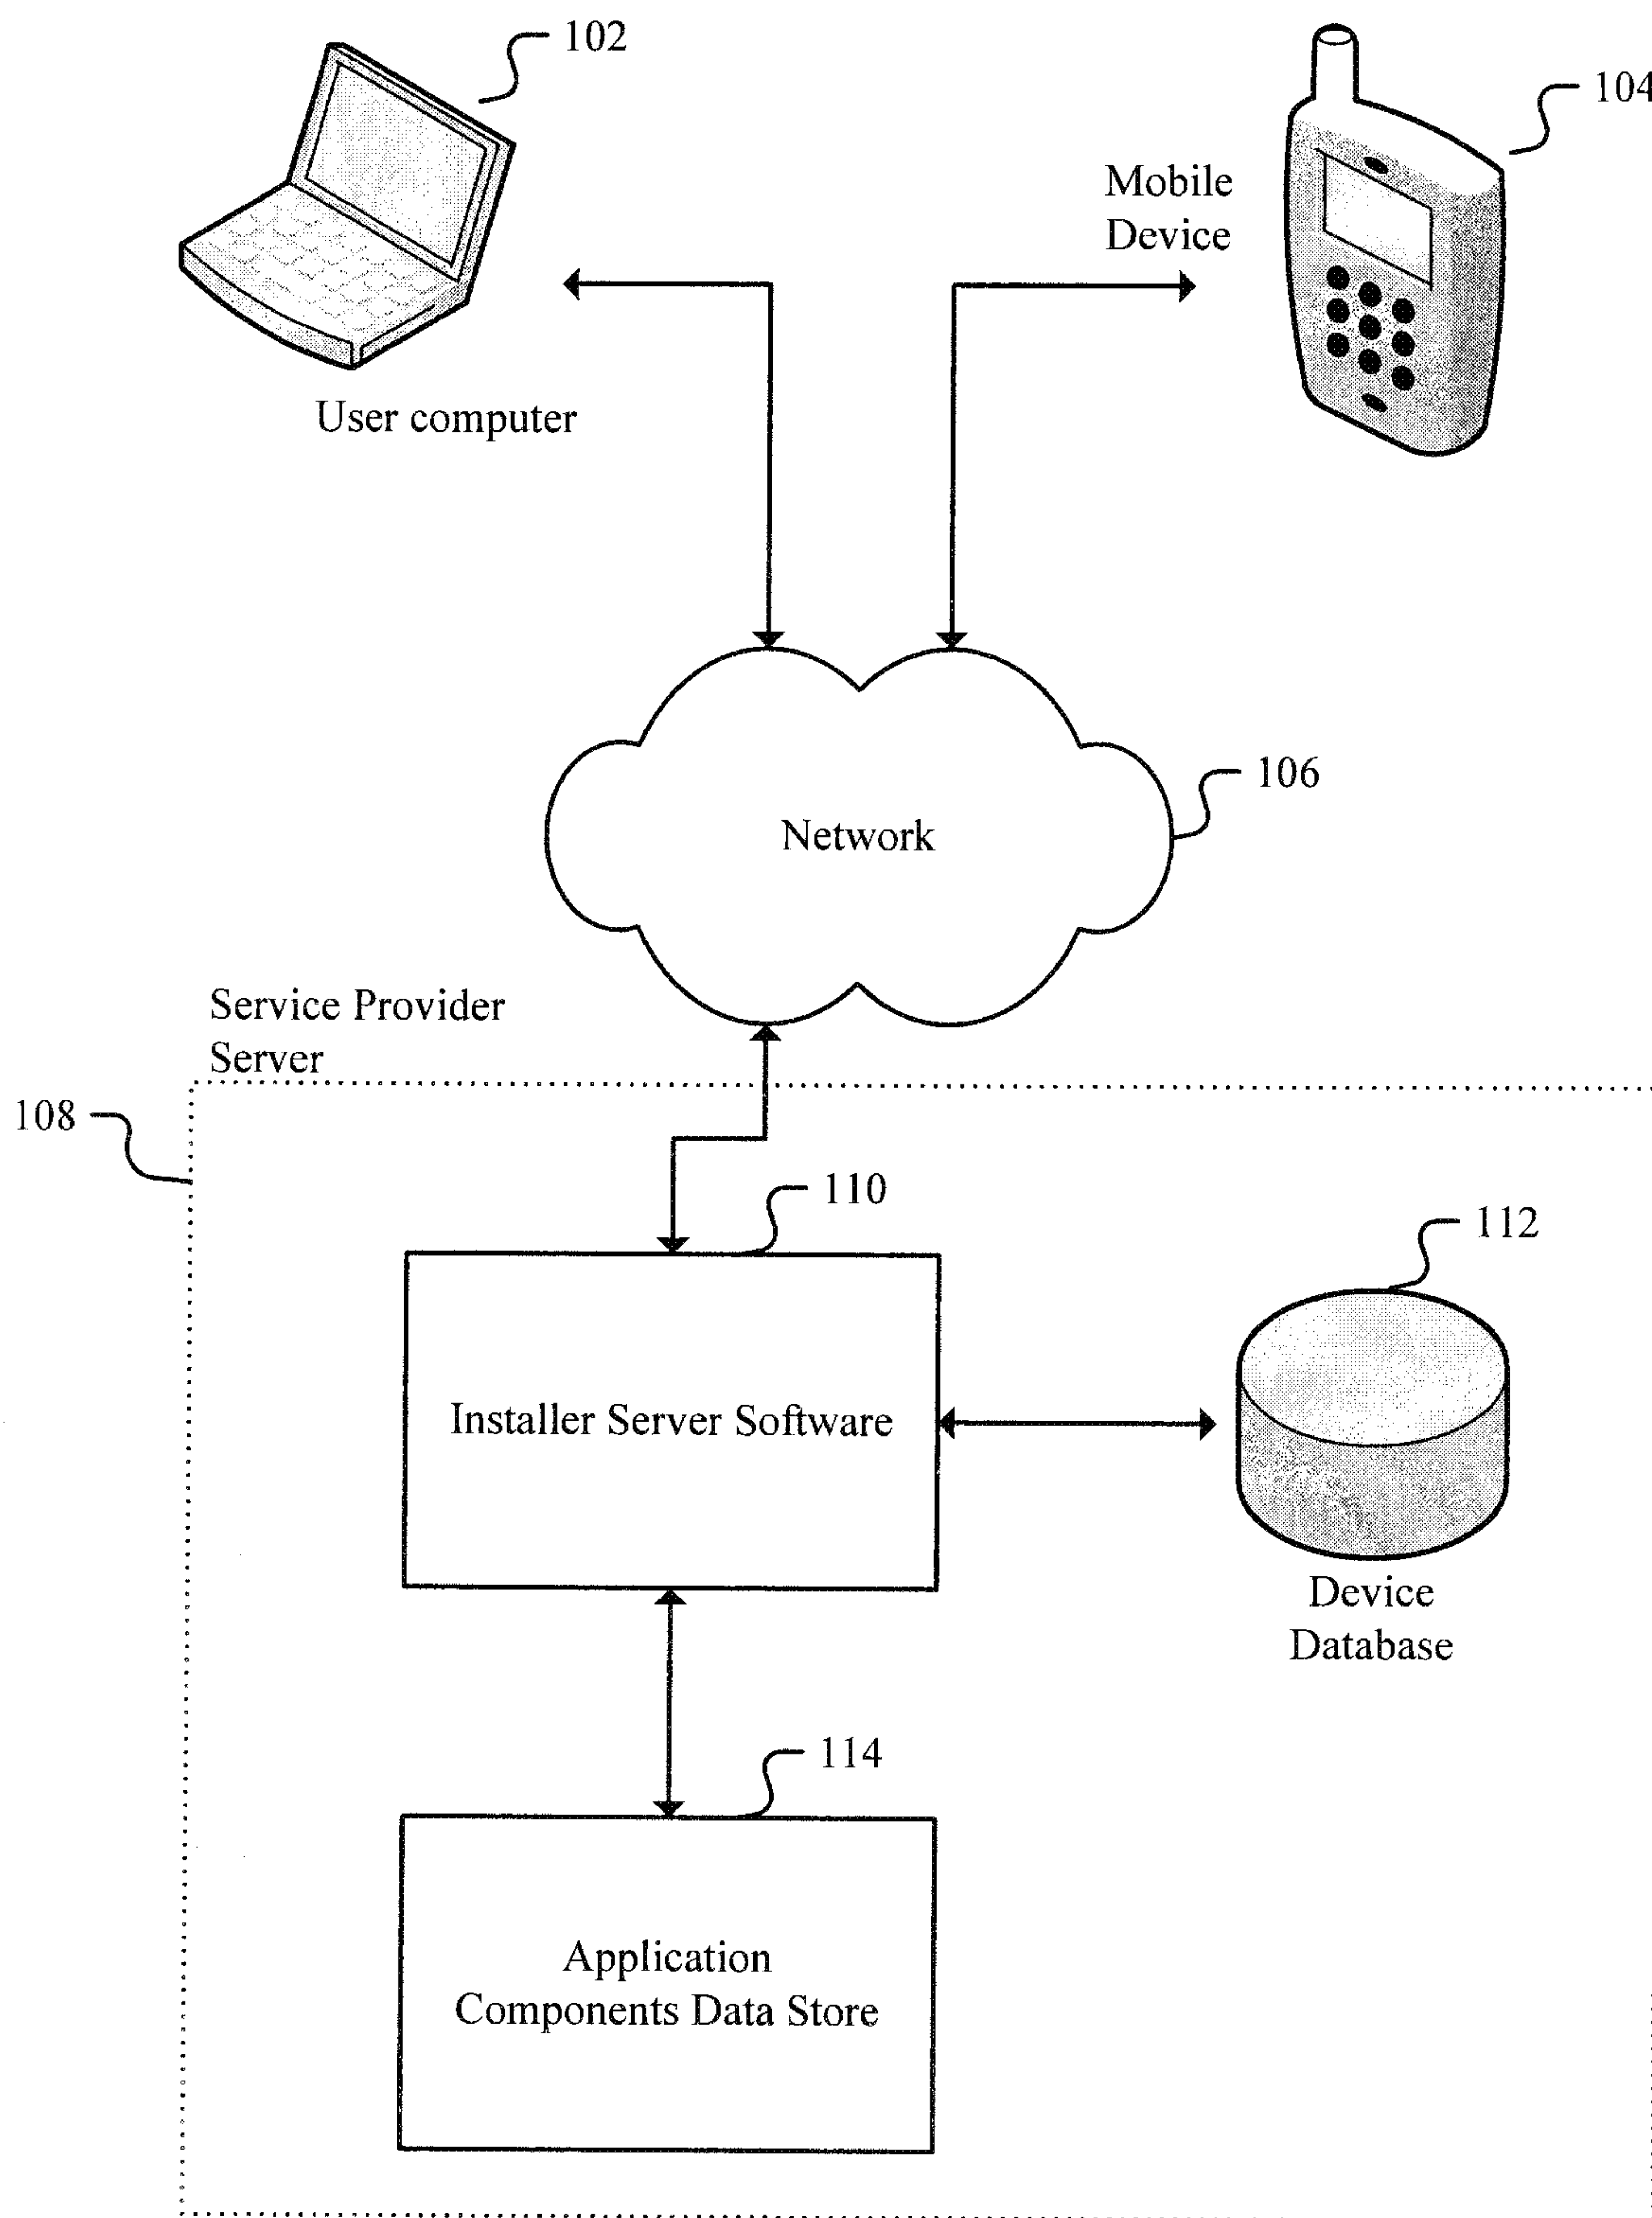 102
104
Mobile
Device
User computer
106
Network
Service Provider
Server
108
110
112
Installer Server Software
Device
Database
114
Application
Components Data Store